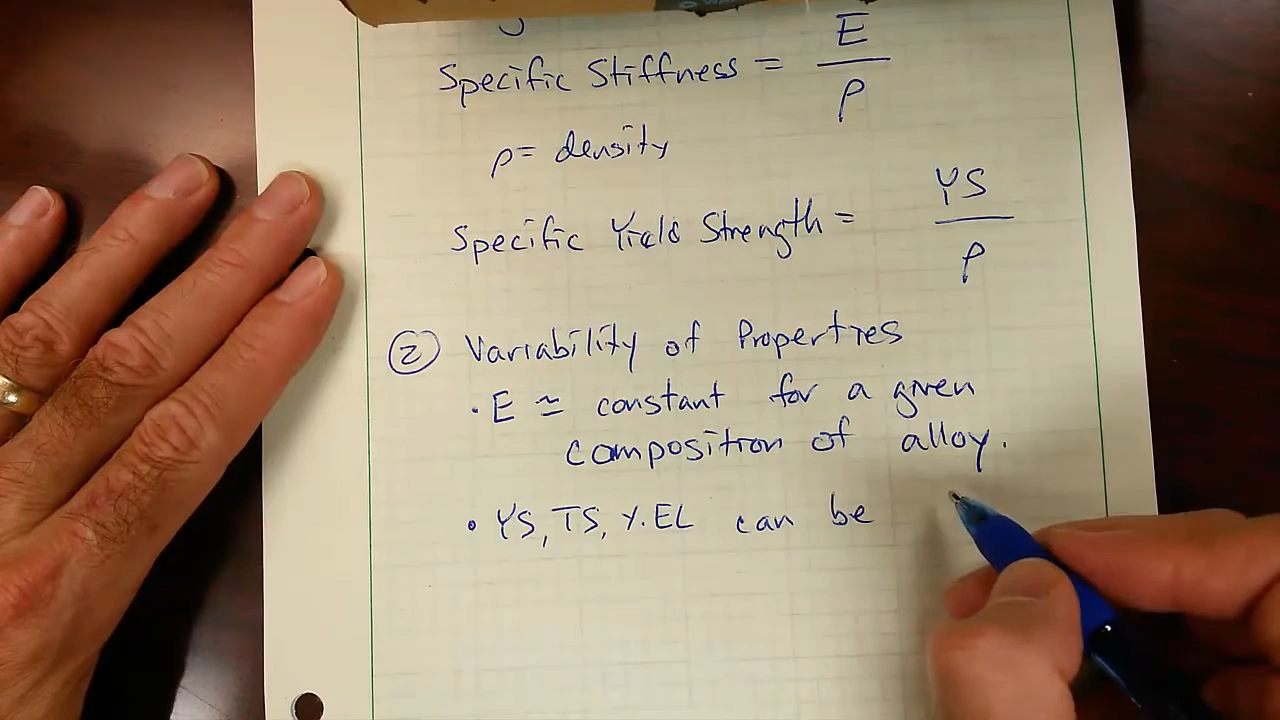 Specific Stiffness = E / ρ
ρ = density
Specific Yield Strength = YS / ρ
② Variability of Properties
· E ≃ constant for a given
composition of alloy.
• YS, TS, %EL can be